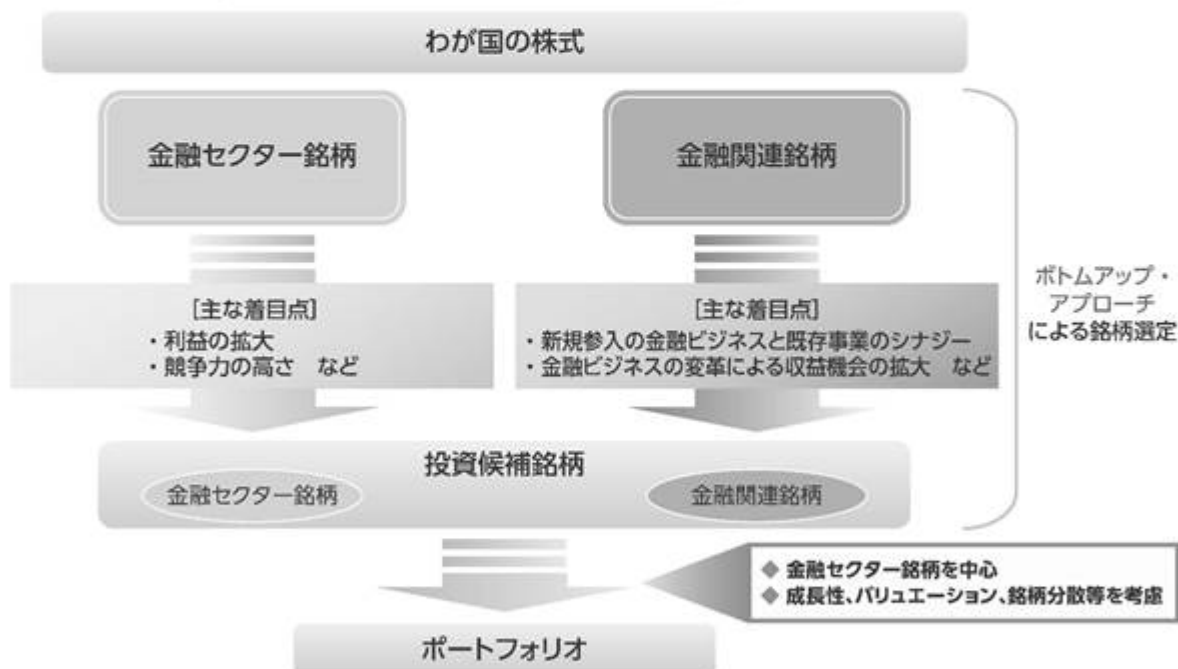 わが国の株式
金融セクター銘柄
金融関連銘柄
[主な着目点]
・利益の拡大
・競争力の高さ　など
[主な着目点]
・新規参入の金融ビジネスと既存事業のシナジー
・金融ビジネスの変革による収益機会の拡大　など
ボトムアップ・
アプローチ
による銘柄選定
投資候補銘柄
金融セクター銘柄
金融関連銘柄
◆ 金融セクター銘柄を中心
◆ 成長性、バリュエーション、銘柄分散等を考慮
ポートフォリオ